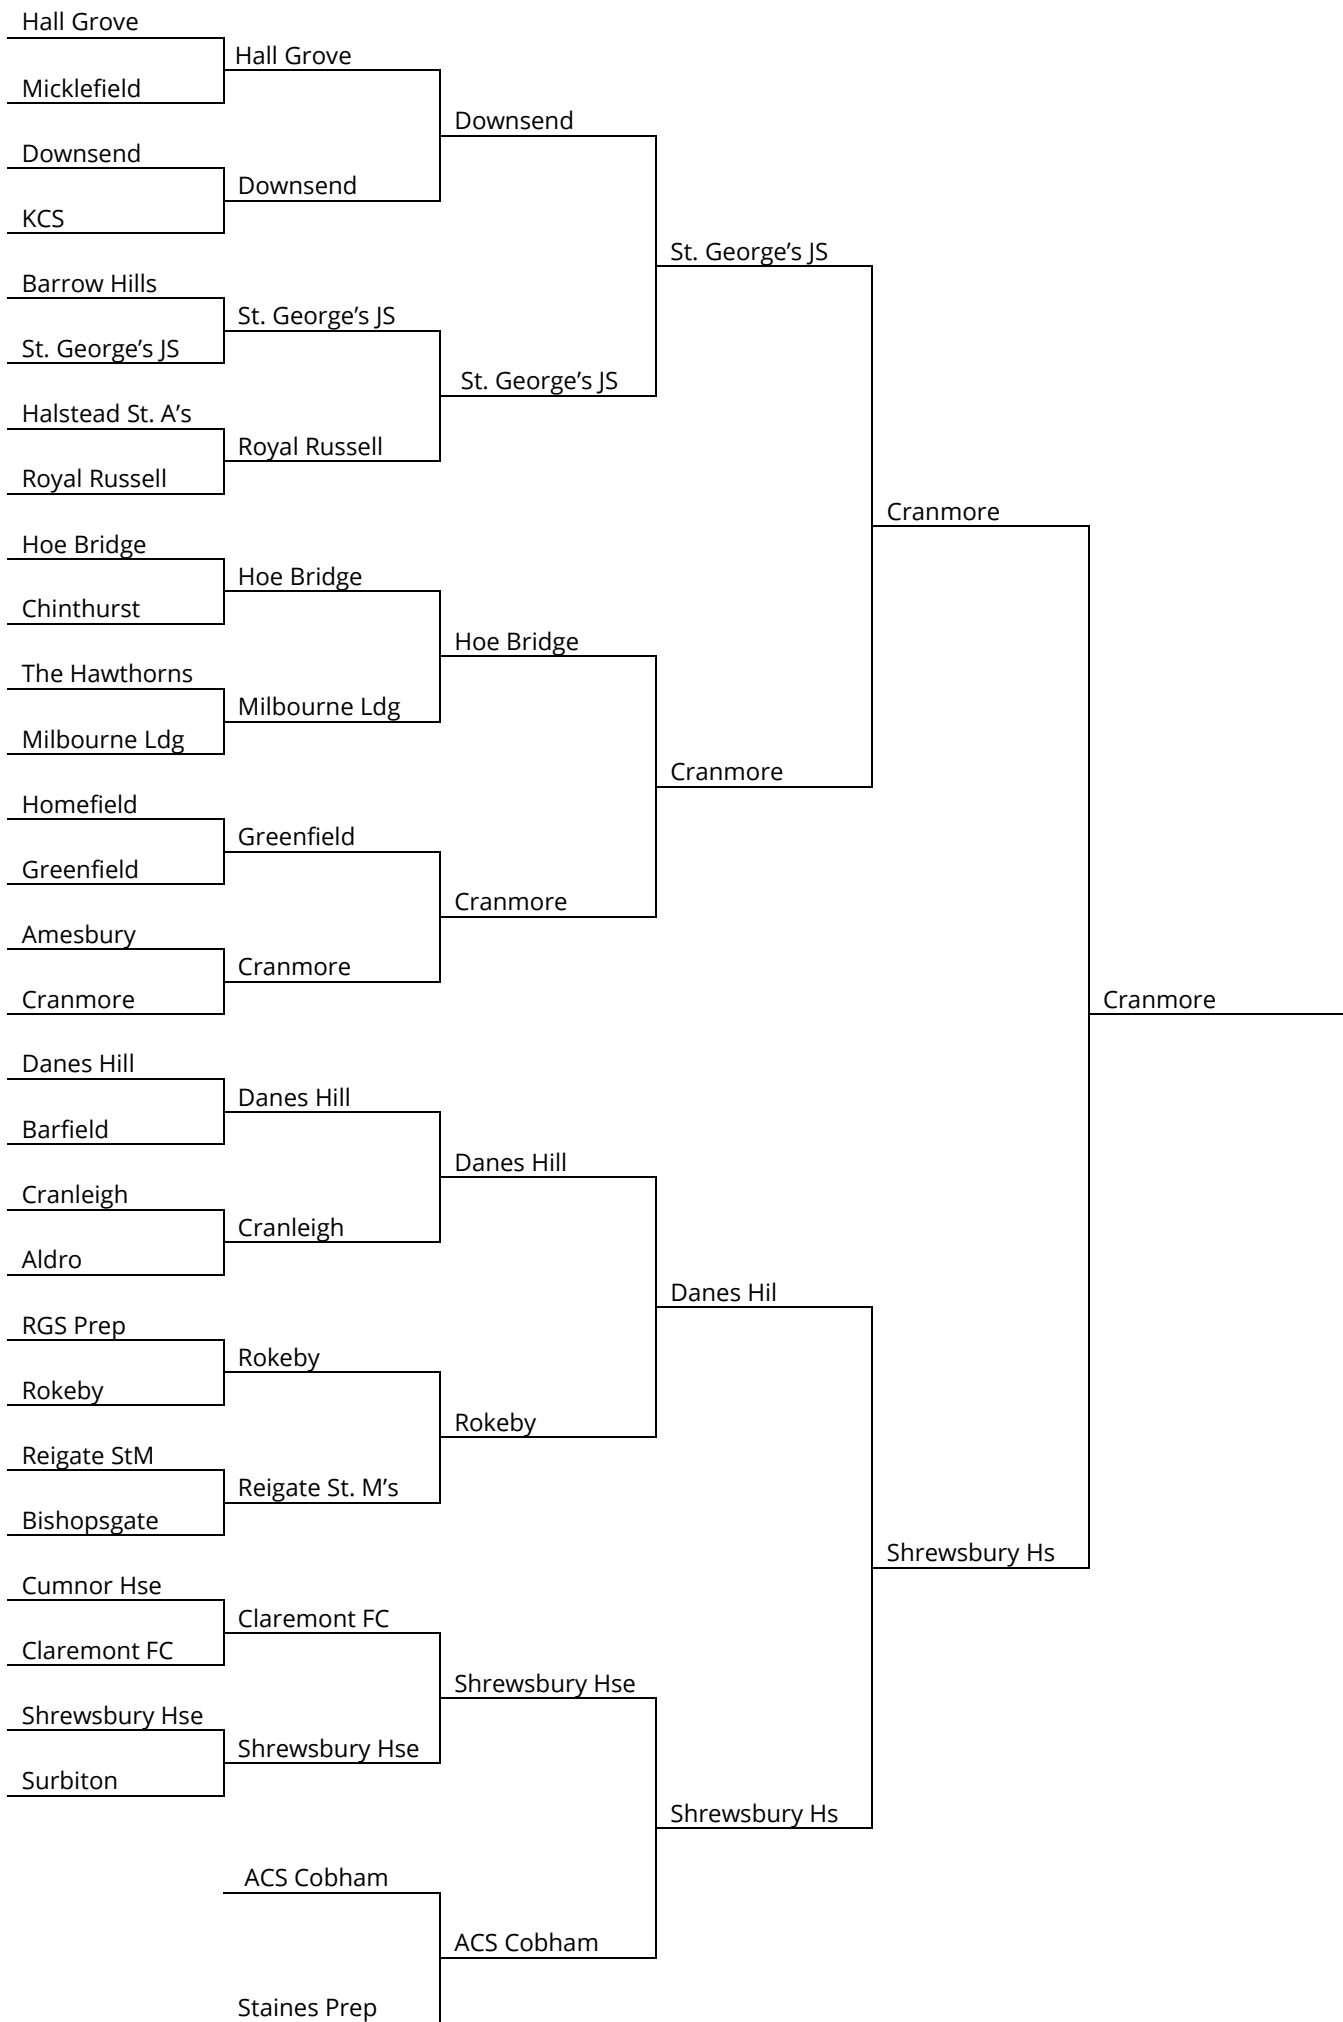 Hall Grove
Micklefield
Downsend
KCS
Barrow Hills
St. George’s JS
Halstead St. A’s
Royal Russell
Hoe Bridge
Chinthurst
The Hawthorns
Milbourne Ldg
Homefield
Greenfield
Amesbury
Cranmore
Danes Hill
Barfield
Cranleigh
Aldro
RGS Prep
Rokeby
Reigate StM
Bishopsgate
Cumnor Hse
Claremont FC
Shrewsbury Hse
Surbiton
Hall Grove
Downsend
St. George’s JS
Royal Russell
Hoe Bridge
Milbourne Ldg
Greenfield
Cranmore
Danes Hill
Cranleigh
Rokeby
Reigate St. M’s
Claremont FC
Shrewsbury Hse
ACS Cobham
Staines Prep
Downsend
St. George’s JS
Hoe Bridge
Cranmore
Danes Hill
Rokeby
Shrewsbury Hse
ACS Cobham
St. George’s JS
Cranmore
Danes Hil
Shrewsbury Hs
Cranmore
Shrewsbury Hs
Cranmore